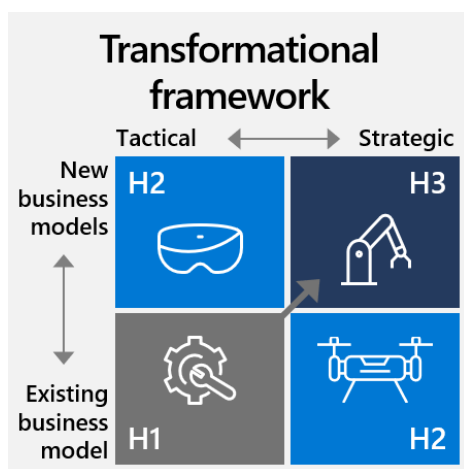 Transformational
framework
Tactical
Strategic
New
business
models
H2
H3
Existing
business
model
H1
H2